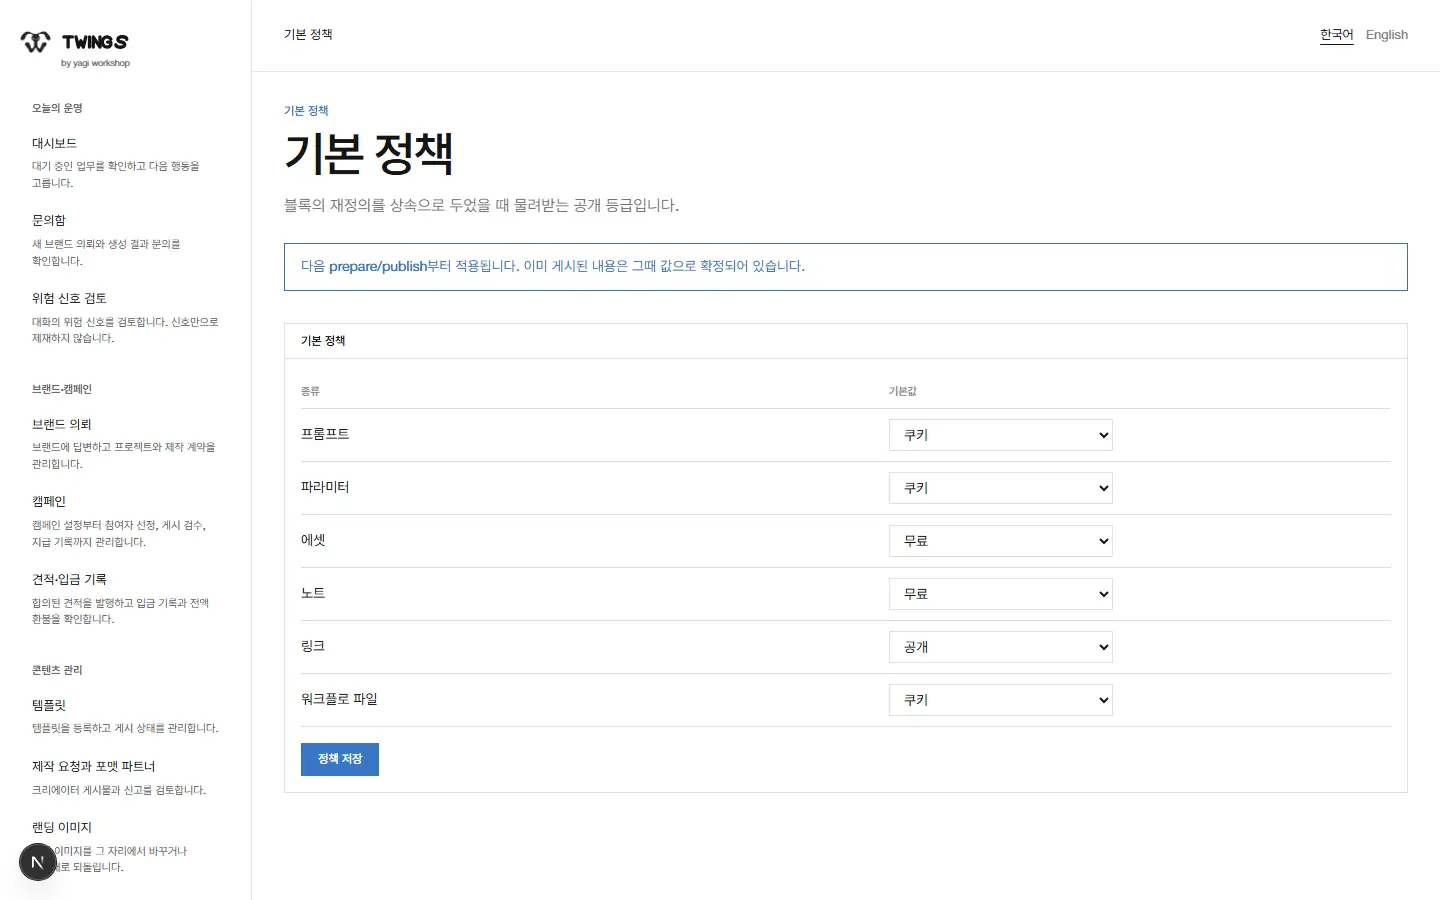 TWINGS
by yagi workshop
오늘의 운영
대시보드
대기 중인 업무를 확인하고 다음 행동을
고릅니다.
문의함
새 브랜드 의뢰와 생성 결과 문의를
확인합니다.
위험 신호 검토
대화의 위험 신호를 검토합니다. 신호만으로
제재하지 않습니다.
브랜드·캠페인
브랜드 의뢰
브랜드에 답변하고 프로젝트와 제작 계약을
관리합니다.
캠페인
캠페인 설정부터 참여자 선정, 게시 검수,
지급 기록까지 관리합니다.
견적·입금 기록
합의된 견적을 발행하고 입금 기록과 전액
환불을 확인합니다.
콘텐츠 관리
템플릿
템플릿을 등록하고 게시 상태를 관리합니다.
제작 요청과 포맷 파트너
크리에이터 게시물과 신고를 검토합니다.
랜딩 이미지
이미지를 그 자리에서 바꾸거나
되돌립니다.
N
기본 정책
한국어 English
기본 정책
기본 정책
블록의 재정의를 상속으로 두었을 때 물려받는 공개 등급입니다.
다음 prepare/publish부터 적용됩니다. 이미 게시된 내용은 그때 값으로 확정되어 있습니다.
기본 정책
종류 기본값
프롬프트 쿠키
파라미터 쿠키
에셋 무료
노트 무료
링크 공개
워크플로 파일 쿠키
정책 저장